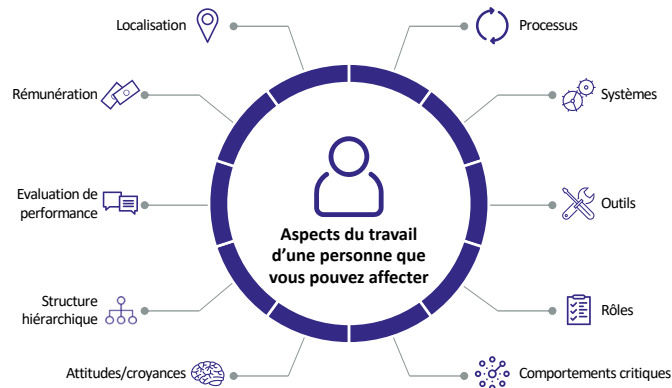 Localisation
Processus
Rémunération
Systèmes
Evaluation de
performance
Outils
Aspects du travail
d'une personne que
vous pouvez affecter
Structure
hiérarchique
Rôles
Attitudes/croyances
Comportements critiques